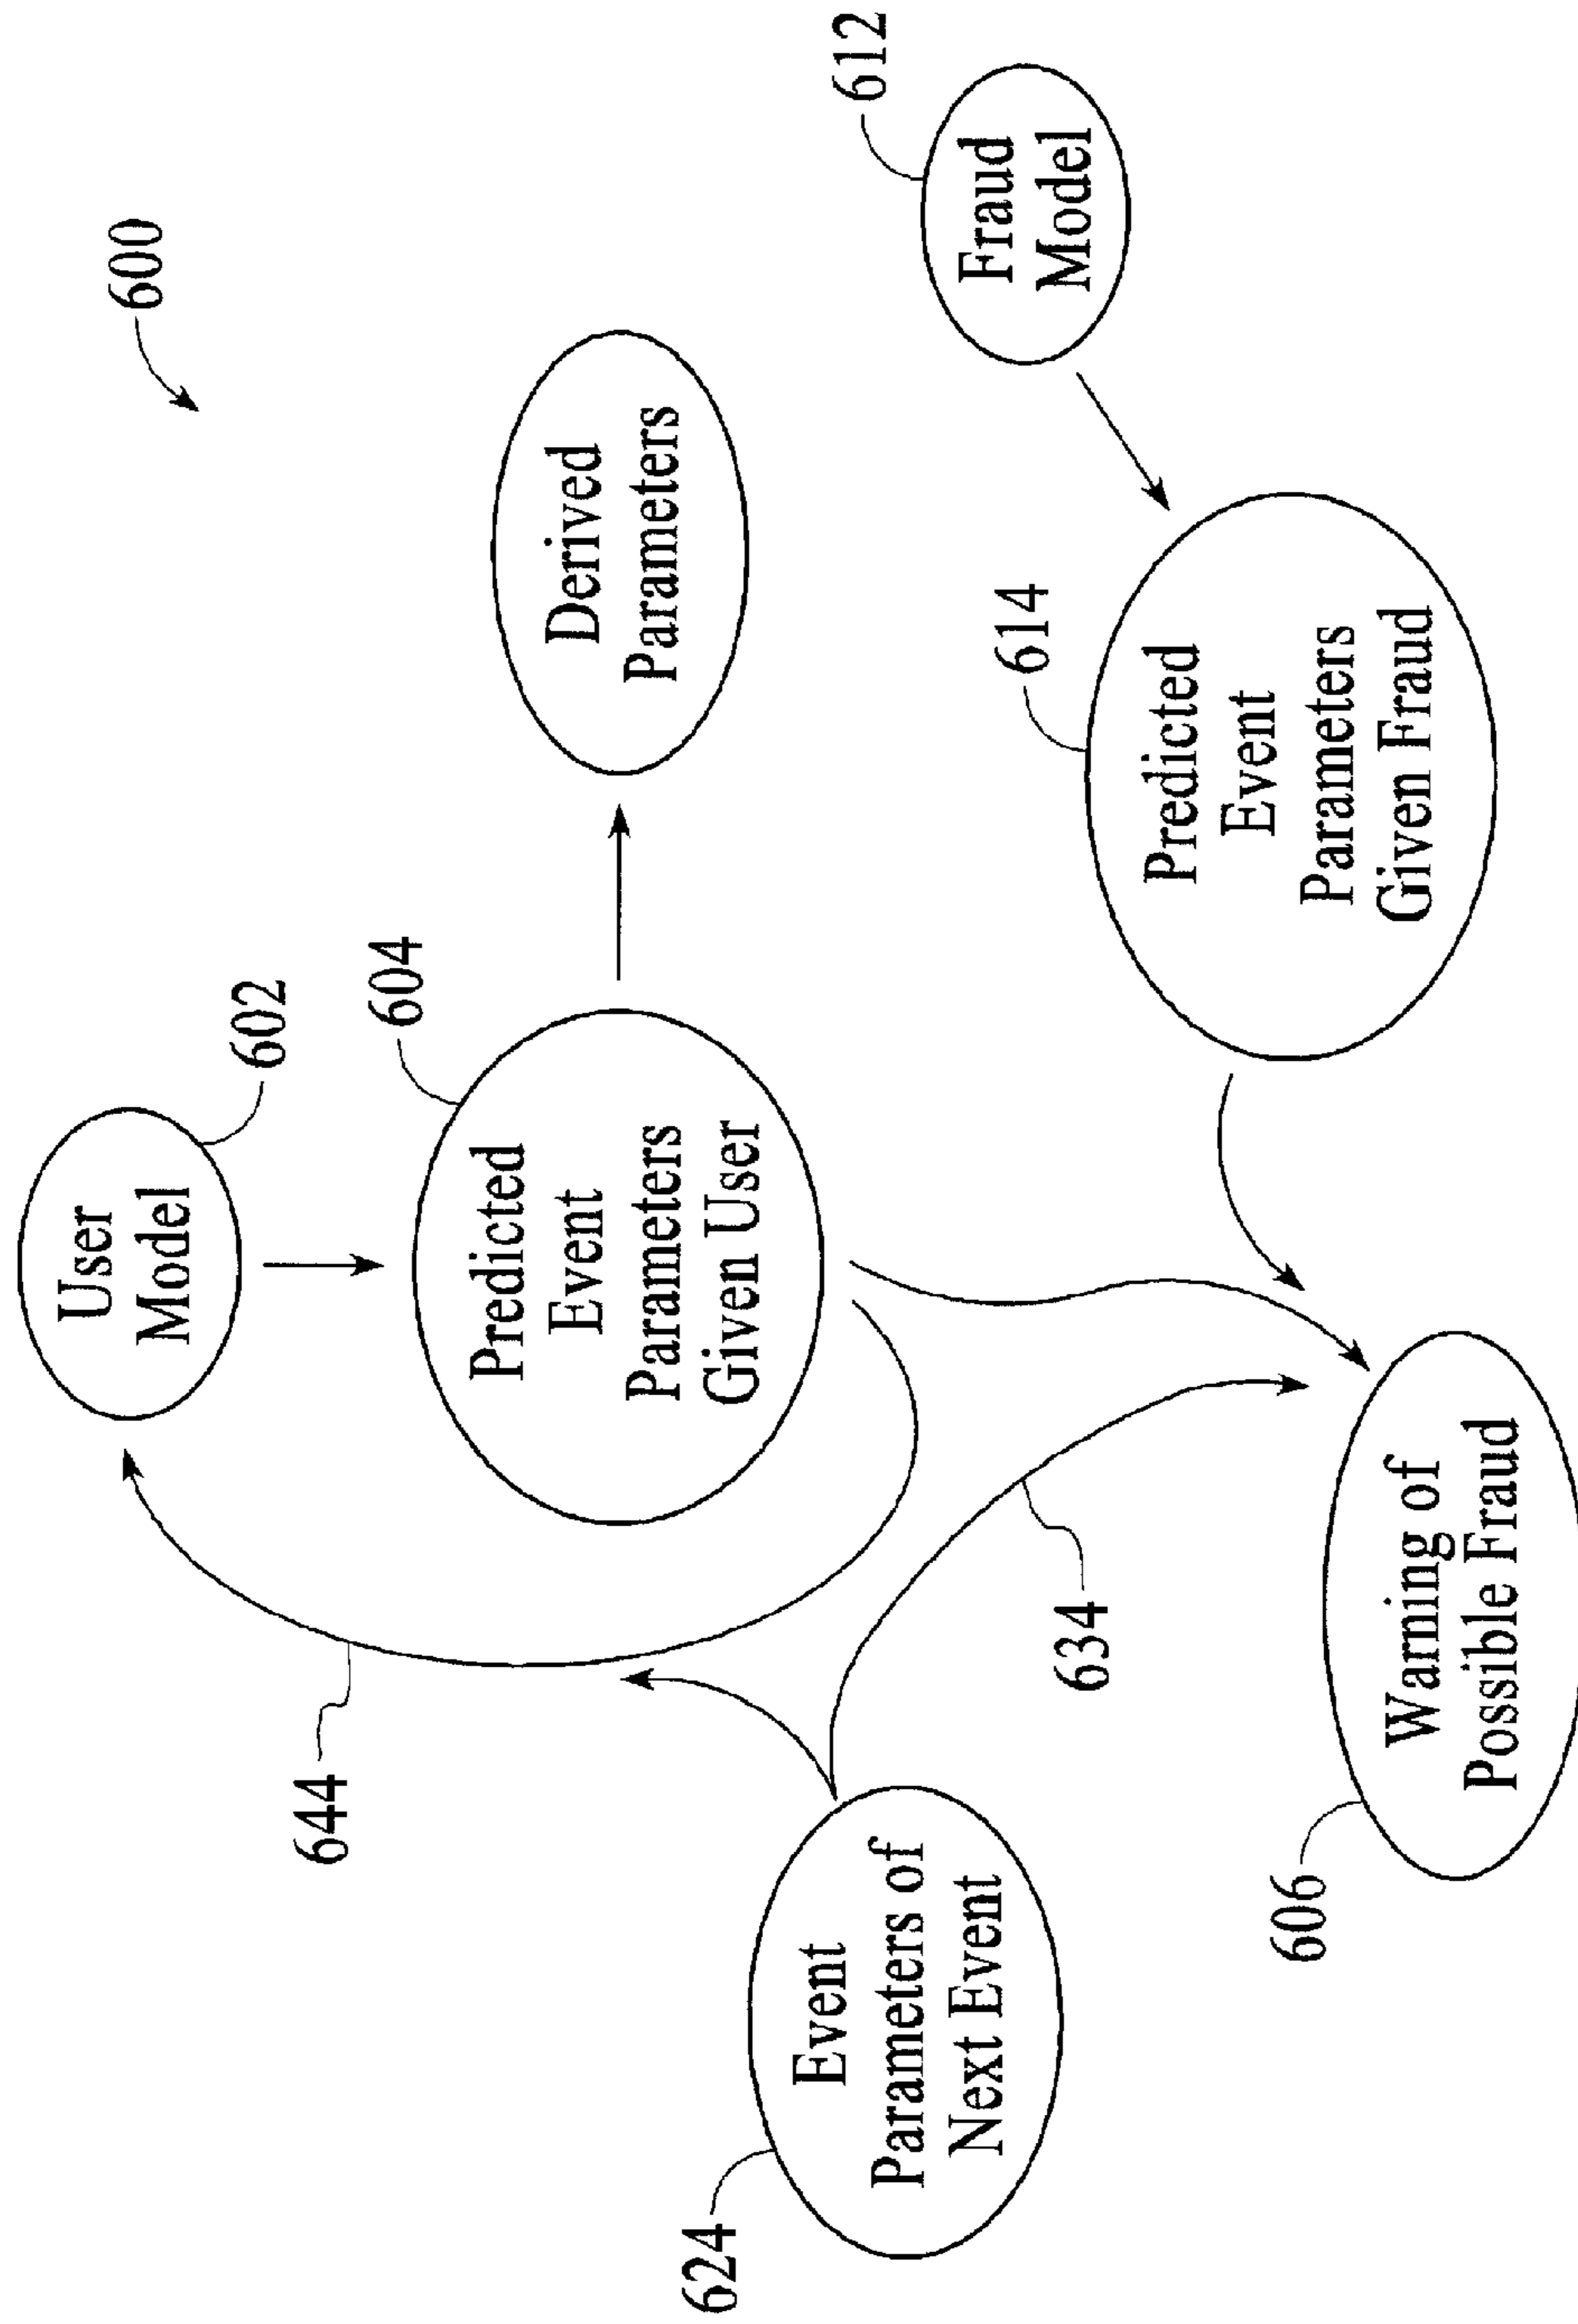 600
User
Model
602
644
604
Predicted
Event
Parameters
Given User
Derived
Parameters
624
Event
Parameters of
Next Event
634
612
Fraud
Model
614
Predicted
Event
Parameters
Given Fraud
606
Warning of
Possible Fraud